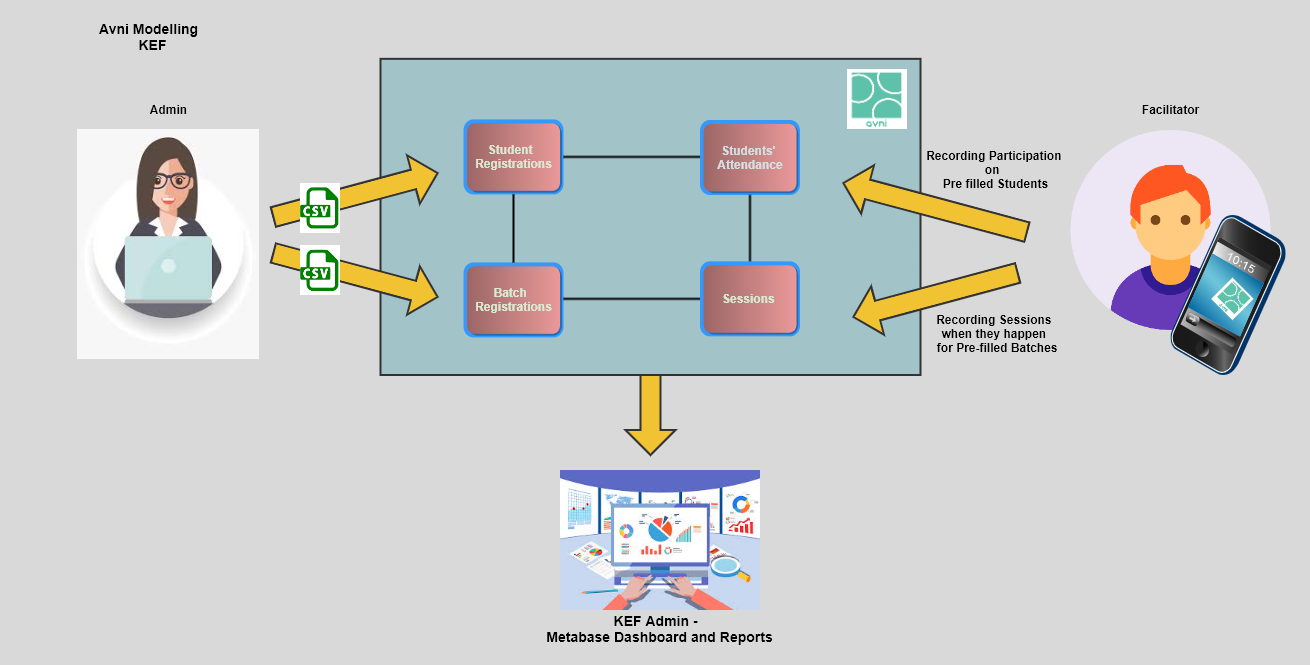 Avni Modelling
KEF
Admin
CSV
CSV
Student
Registrations
Students'
Attendance
Batch
Registrations
Sessions
avni
Facilitator
Recording Participation
on
Pre filled Students
Recording Sessions
when they happen
for Pre-filled Batches
10:15
KEF Admin -
Metabase Dashboard and Reports